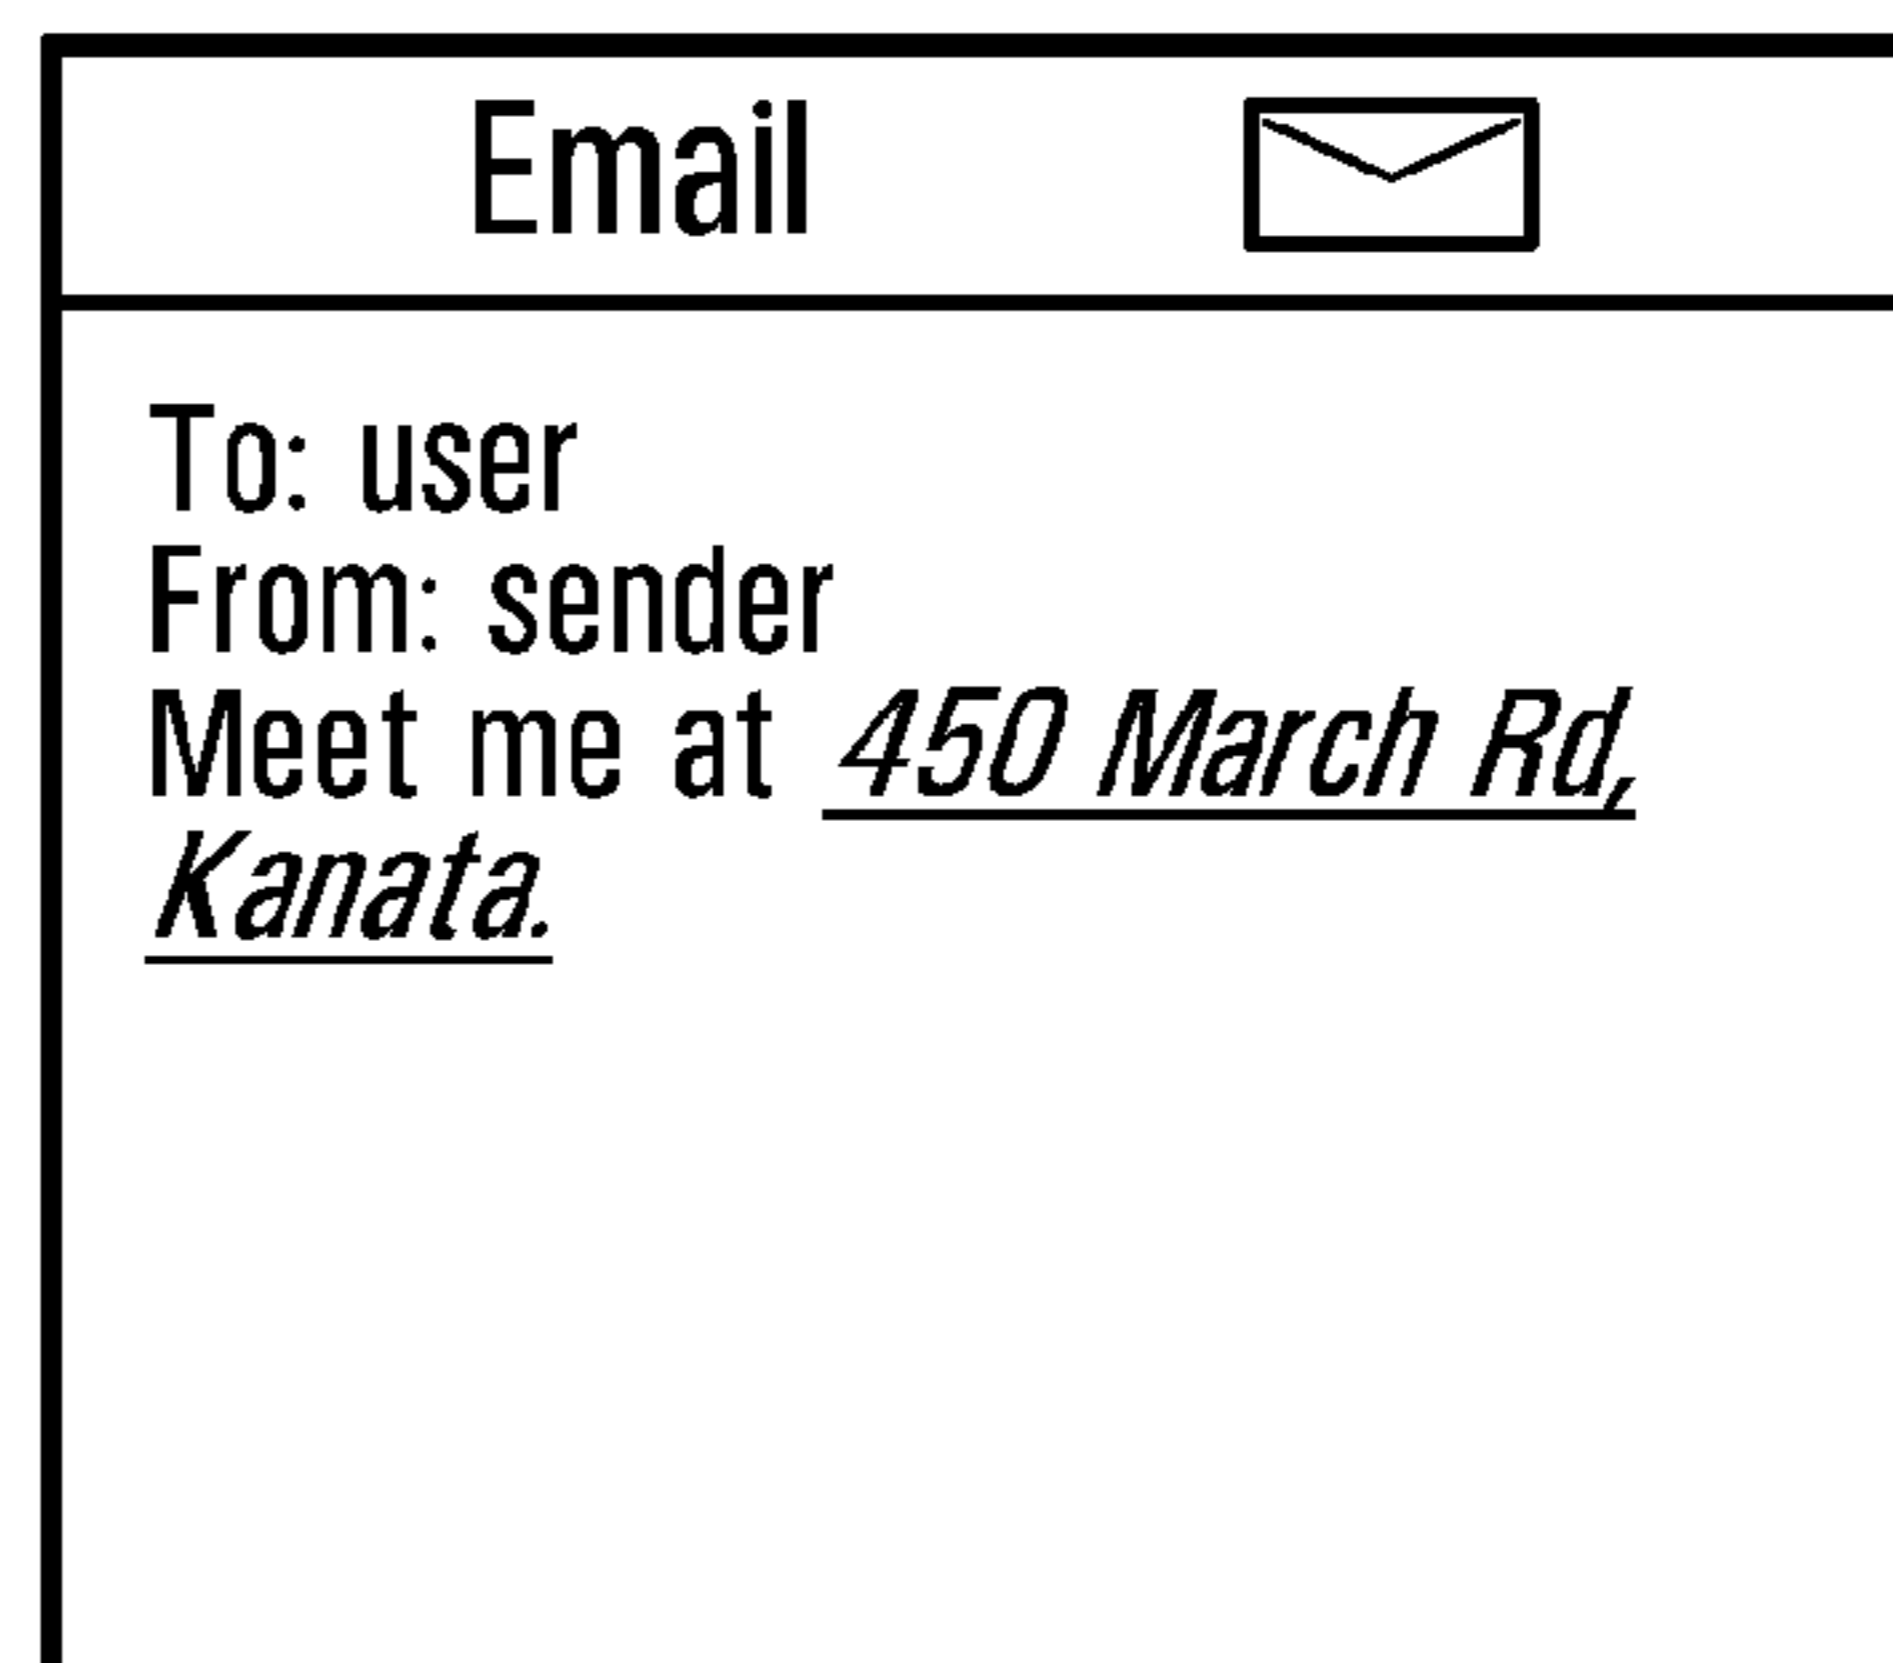 Email
To: user
From: sender
Meet me at 450 March Rd,
Kanata.